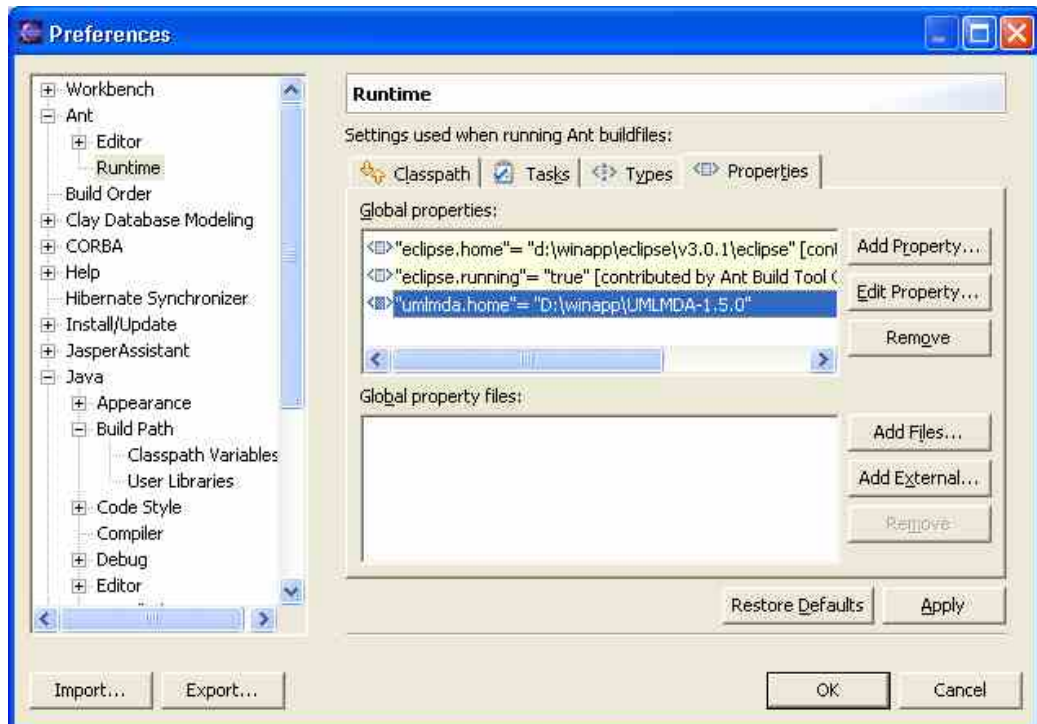 Preferences
Workbench
Ant
Editor
Runtime
Build Order
Clay Database Modeling
CORBA
Help
Hibernate Synchronizer
Install/Update
JasperAssistant
Java
Appearance
Build Path
Classpath Variables
User Libraries
Code Style
Compiler
Debug
Editor
Runtime
Settings used when running Ant buildfiles:
Classpath Tasks Types Properties
Global properties:
"eclipse.home"= "d:\winapp\eclipse\v3.0.1\eclipse" [cont
"eclipse.running"= "true" [contributed by Ant Build Tool
"umlmda.home"= "D:\winapp\UMLMDA-1.5.0"
Add Property...
Edit Property...
Remove
Global property files:
Add Files...
Add External...
Remove
Restore Defaults Apply
Import... Export... OK Cancel